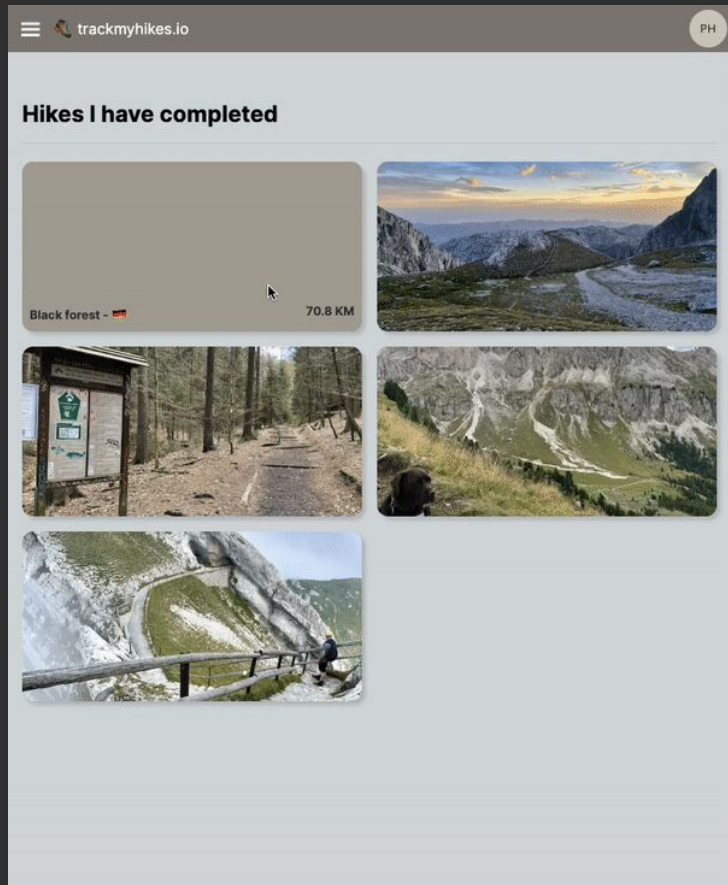 trackmyhikes.io
PH
Hikes I have completed
Black forest - 🇩🇪
70.8 KM